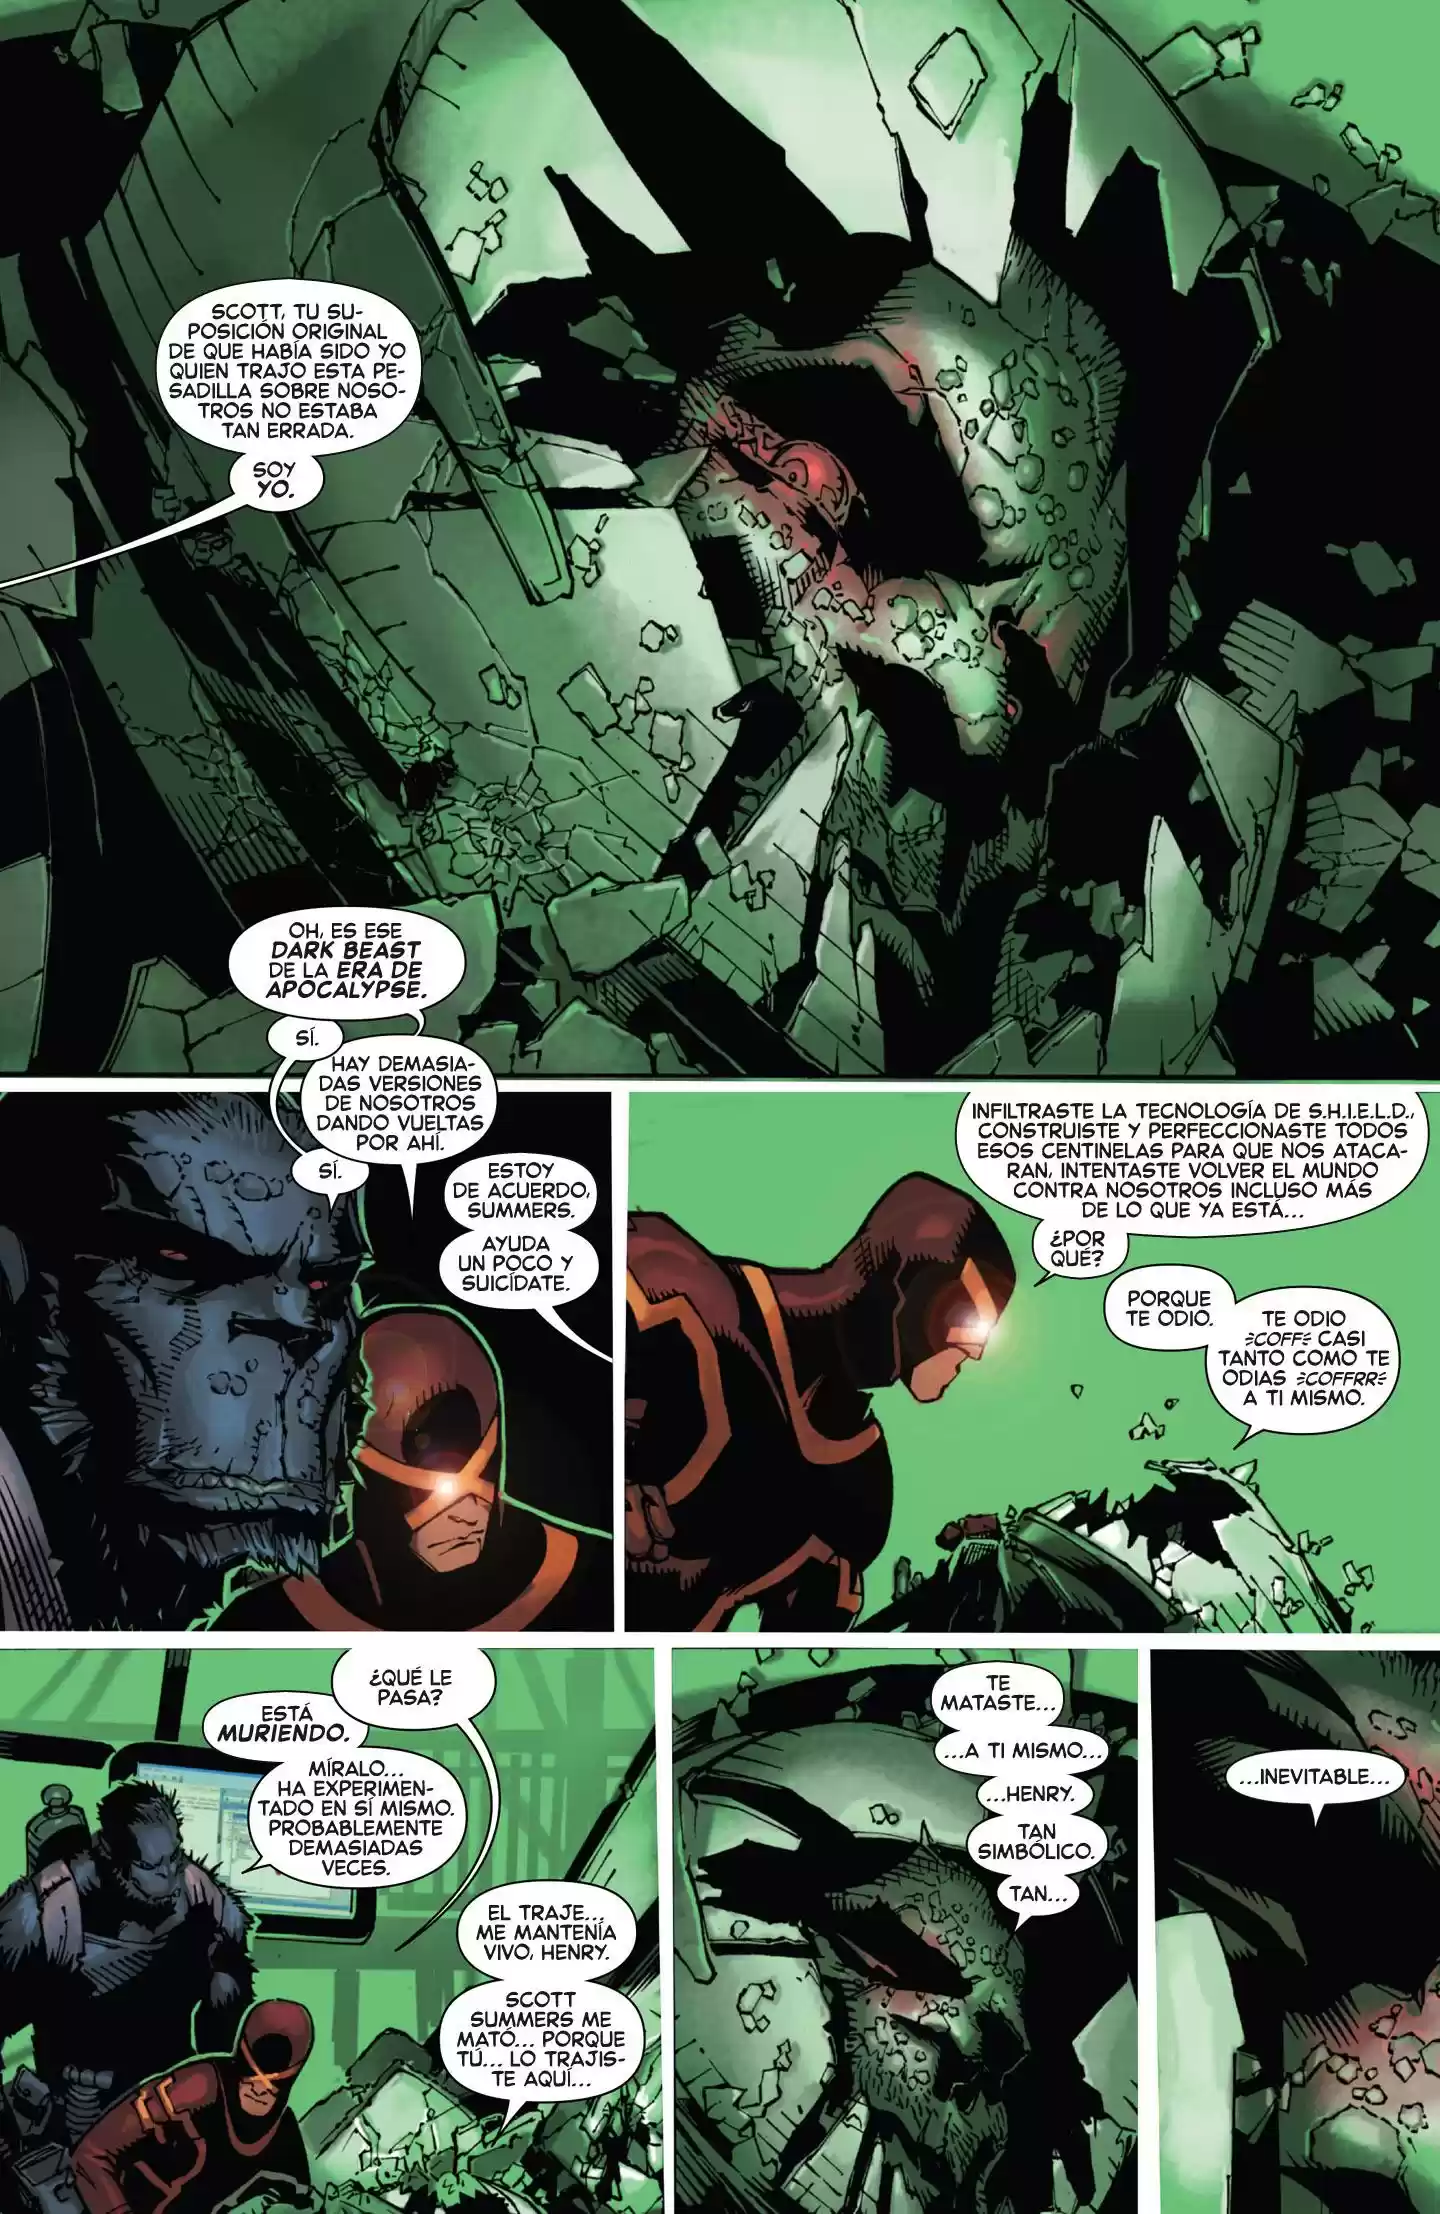 SCOTT, TU SU-
POSICIÓN ORIGINAL
DE QUE HABÍA SIDO YO
QUIEN TRAJO ESTA PE-
SADILLA SOBRE NOSO-
TROS NO ESTABA
TAN ERRADA.
SOY
YO.
OH, ES ESE
DARK BEAST
DE LA ERA DE
APOCALYPSE.
SÍ.
HAY DEMASIA-
DAS VERSIONES
DE NOSOTROS
DANDO VUELTAS
POR AHÍ.
SÍ.
ESTOY
DE ACUERDO,
SUMMERS.
AYUDA
UN POCO Y
SUICÍDATE.
INFILTRASTE LA TECNOLOGÍA DE S.H.I.E.L.D.,
CONSTRUISTE Y PERFECCIONASTE TODOS
ESOS CENTINELAS PARA QUE NOS ATACA-
RAN, INTENTASTE VOLVER EL MUNDO
CONTRA NOSOTROS INCLUSO MÁS
DE LO QUE YA ESTÁ...
¿POR
QUÉ?
PORQUE
TE ODIO.
TE ODIO
COFF CASI
TANTO COMO TE
ODIAS COFFRR
A TI MISMO.
¿QUÉ LE
PASA?
ESTÁ
MURIENDO.
MÍRALO...
HA EXPERIMEN-
TADO EN SÍ MISMO.
PROBABLEMENTE
DEMASIADAS
VECES.
EL TRAJE...
ME MANTENÍA
VIVO, HENRY.
SCOTT
SUMMERS ME
MATÓ... PORQUE
TÚ... LO TRAJIS-
TE AQUÍ...
TE
MATASTE...
...A TI MISMO...
...HENRY.
TAN
SIMBÓLICO.
TAN...
...INEVITABLE...